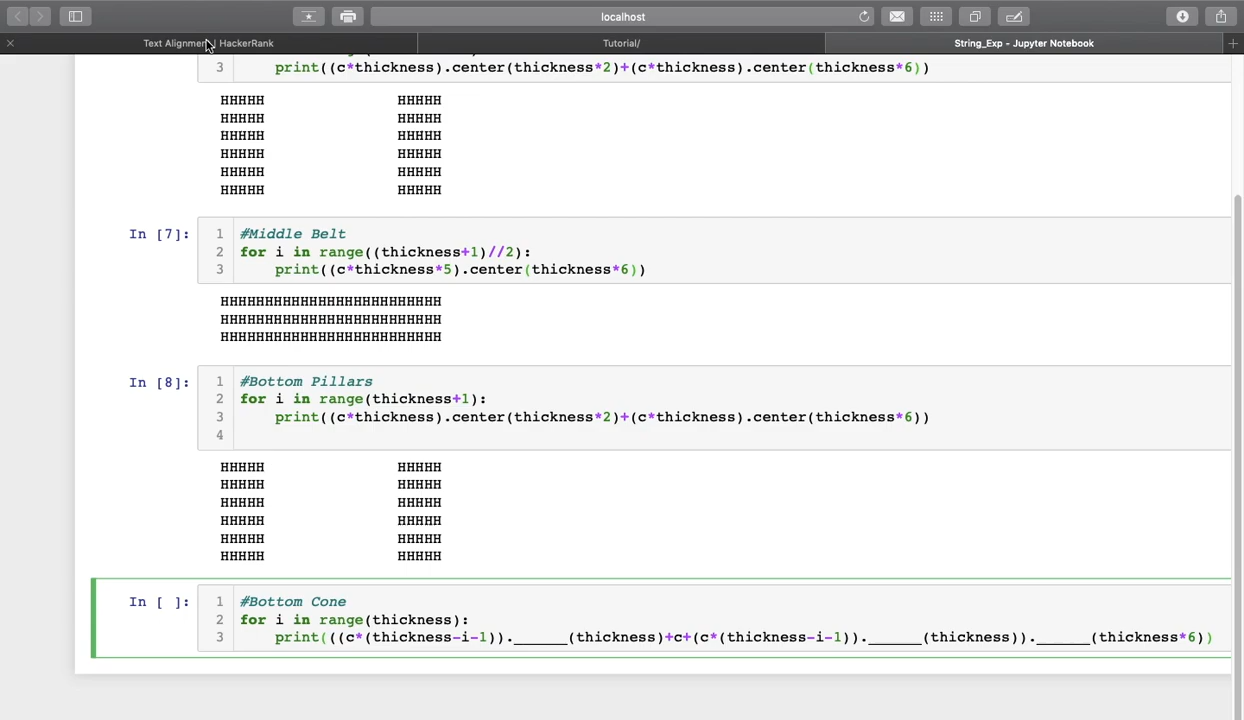 localhost
Text Alignment | HackerRank
Tutorial/
String_Exp - Jupyter Notebook
3 print((c*thickness).center(thickness*2)+(c*thickness).center(thickness*6))
HHHHH HHHHH
HHHHH HHHHH
HHHHH HHHHH
HHHHH HHHHH
HHHHH HHHHH
HHHHH HHHHH
In [7]: 1 #Middle Belt
2 for i in range((thickness+1)//2):
3 print((c*thickness*5).center(thickness*6))
HHHHHHHHHHHHHHHHHHHHHHHHH
HHHHHHHHHHHHHHHHHHHHHHHHH
HHHHHHHHHHHHHHHHHHHHHHHHH
In [8]: 1 #Bottom Pillars
2 for i in range(thickness+1):
3 print((c*thickness).center(thickness*2)+(c*thickness).center(thickness*6))
4
HHHHH HHHHH
HHHHH HHHHH
HHHHH HHHHH
HHHHH HHHHH
HHHHH HHHHH
HHHHH HHHHH
In [ ]: 1 #Bottom Cone
2 for i in range(thickness):
3 print(((c*(thickness-i-1)).______(thickness)+c+(c*(thickness-i-1)).______(thickness)).______(thickness*6))